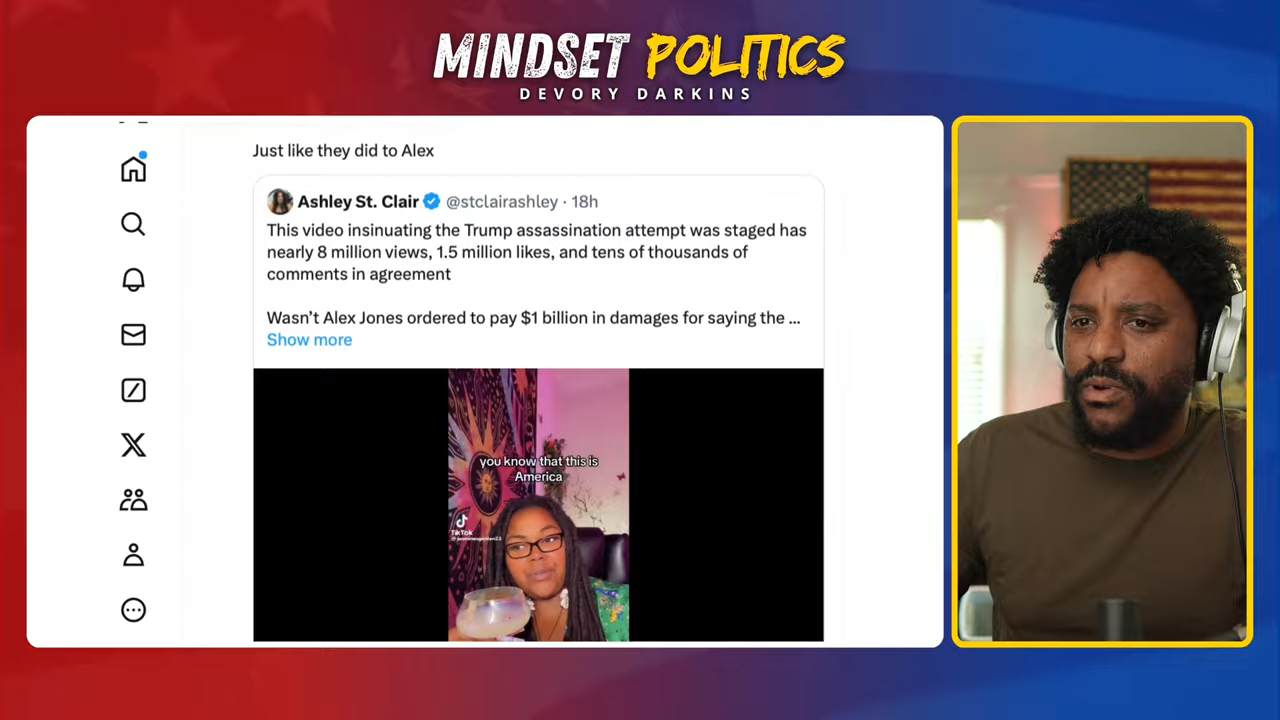 MINDSET POLITICS
DEVORY DARKINS
Just like they did to Alex
Ashley St. Clair @stclairashley · 18h
This video insinuating the Trump assassination attempt was staged has
nearly 8 million views, 1.5 million likes, and tens of thousands of
comments in agreement
Wasn't Alex Jones ordered to pay $1 billion in damages for saying the ...
Show more
you know that this is
America
TikTok